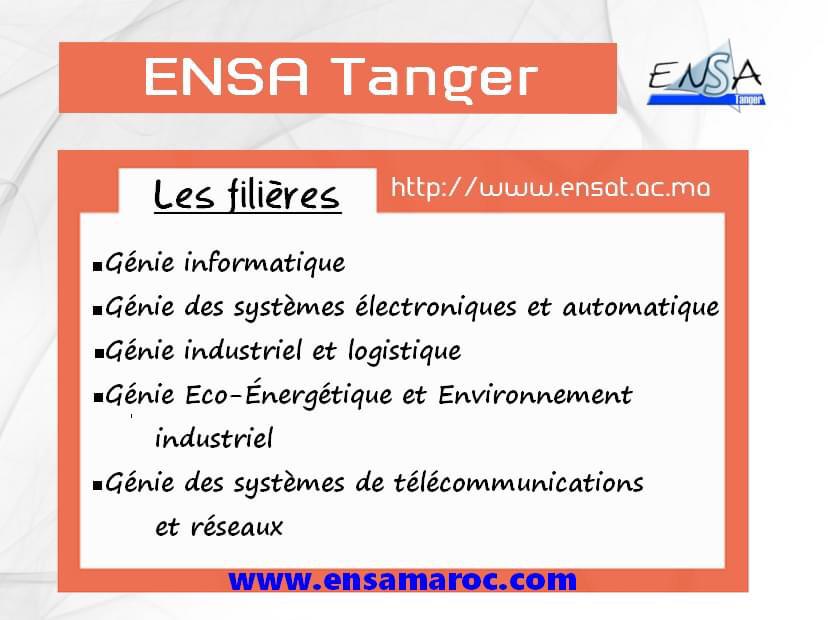 ENSA Tanger
ENSA
Tanger
Les filières
http://www.ensat.ac.ma
▪Génie informatique
▪Génie des systèmes électroniques et automatique
▪Génie industriel et logistique
▪Génie Eco-Énergétique et Environnement
industriel
▪Génie des systèmes de télécommunications
et réseaux
www.ensamaroc.com